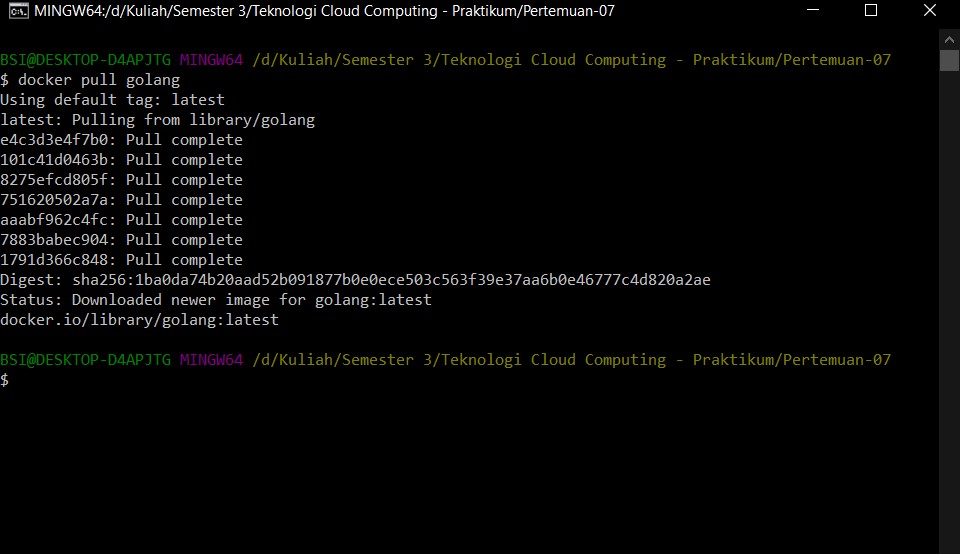 MINGW64:/d/Kuliah/Semester 3/Teknologi Cloud Computing - Praktikum/Pertemuan-07
BSI@DESKTOP-D4APJTG MINGW64 /d/Kuliah/Semester 3/Teknologi Cloud Computing - Praktikum/Pertemuan-07
$ docker pull golang
Using default tag: latest
latest: Pulling from library/golang
e4c3d3e4f7b0: Pull complete
101c41d0463b: Pull complete
8275efcd805f: Pull complete
751620502a7a: Pull complete
aaabf962c4fc: Pull complete
7883babec904: Pull complete
1791d366c848: Pull complete
Digest: sha256:1ba0da74b20aad52b091877b0e0ece503c563f39e37aa6b0e46777c4d820a2ae
Status: Downloaded newer image for golang:latest
docker.io/library/golang:latest
BSI@DESKTOP-D4APJTG MINGW64 /d/Kuliah/Semester 3/Teknologi Cloud Computing - Praktikum/Pertemuan-07
$